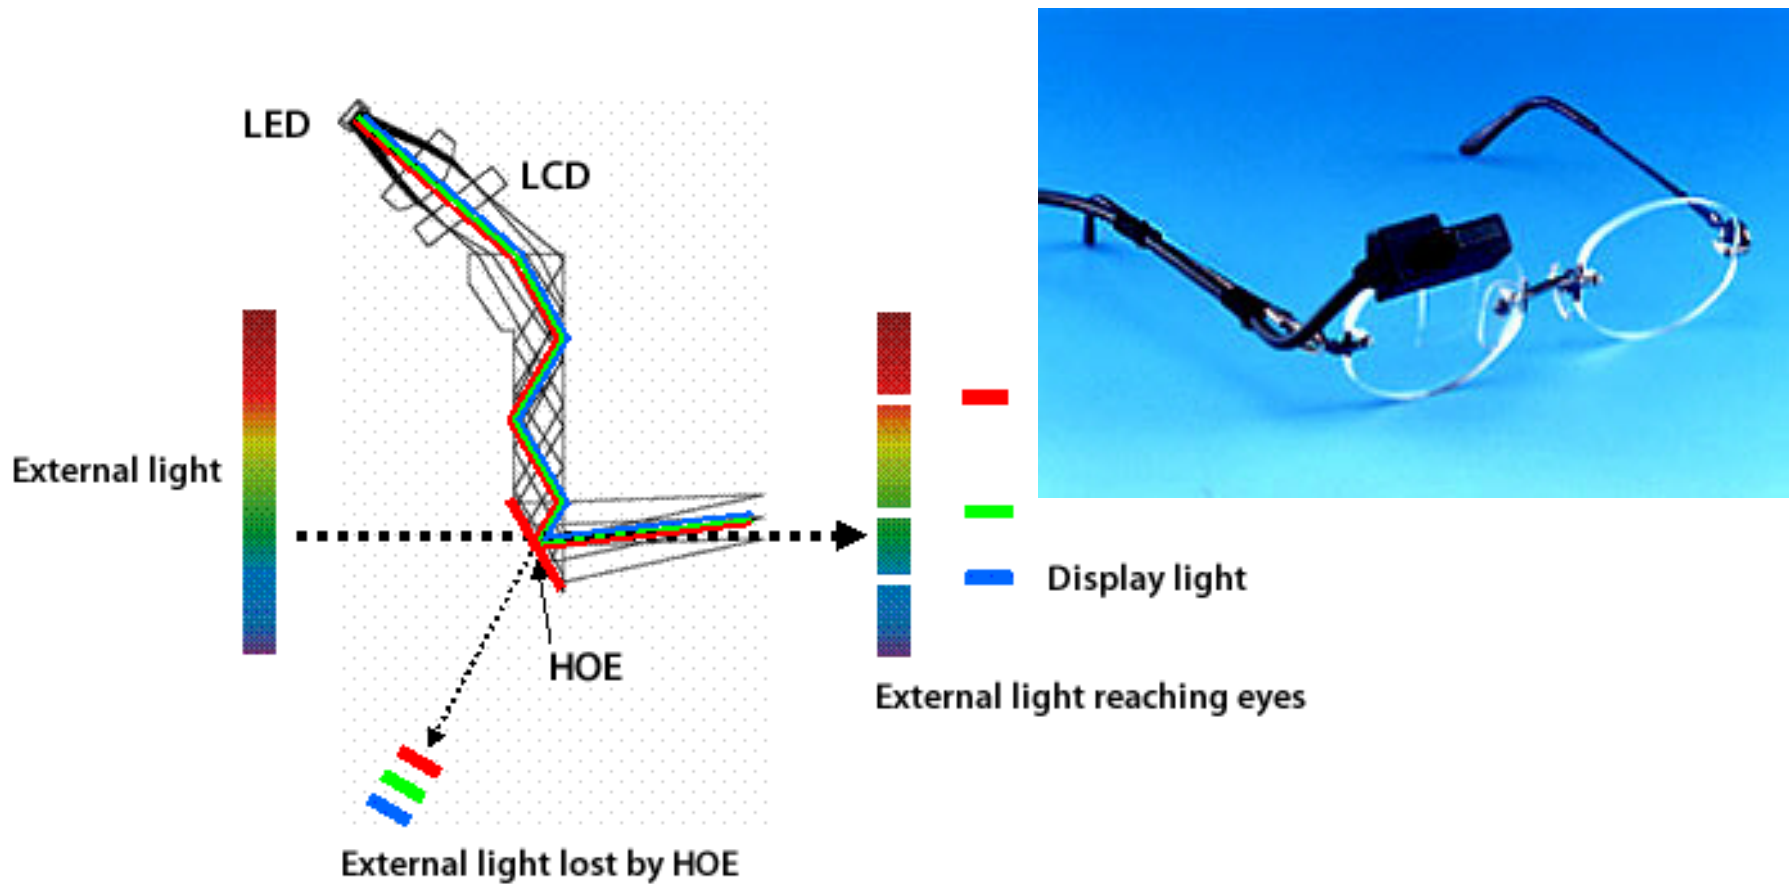 LED
LCD
External light
Display light
HOE
External light reaching eyes
External light lost by HOE